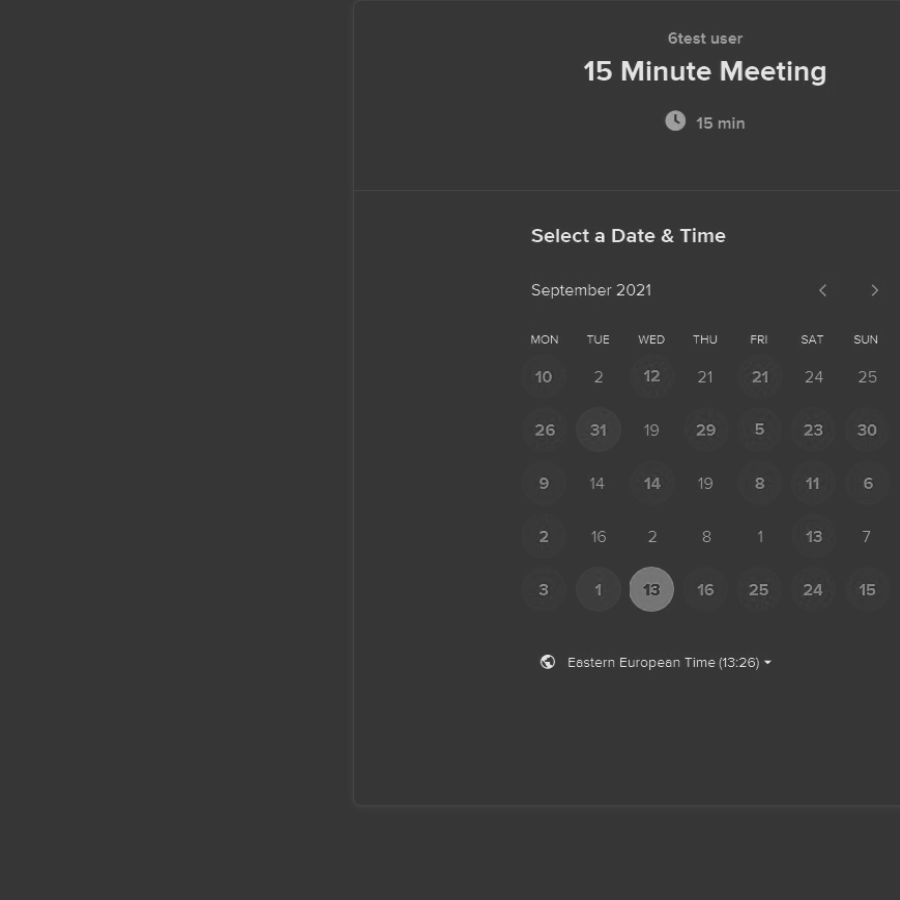 6test user
15 Minute Meeting
15 min
Select a Date & Time
September 2021
MON TUE WED THU FRI SAT SUN
10 2 12 21 21 24 25
26 31 19 29 5 23 30
9 14 14 19 8 11 6
2 16 2 8 1 13 7
3 1 13 16 25 24 15
Eastern European Time (13:26)